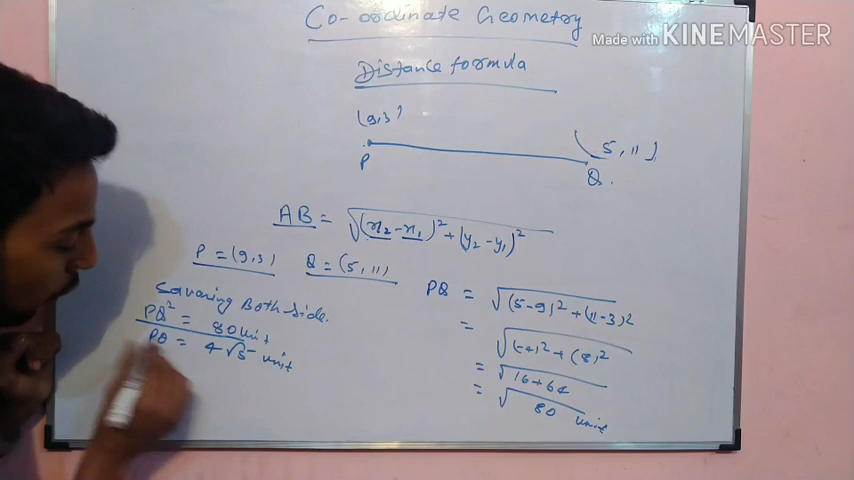 Co-ordinate Geometry
Made with KINEMASTER
Distance formula
(9,3)
(5, 11)
P
Q.
AB = √(x₂-x₁)² + (y₂-y₁)²
P = (9,3) Q = (5, 11)
PQ = √(5-9)² + (11-3)²
= √(-4)² + (8)²
= √16+64
= √80 unit
Squaring Both side.
PQ² = 80 unit
PQ = 4√5 unit